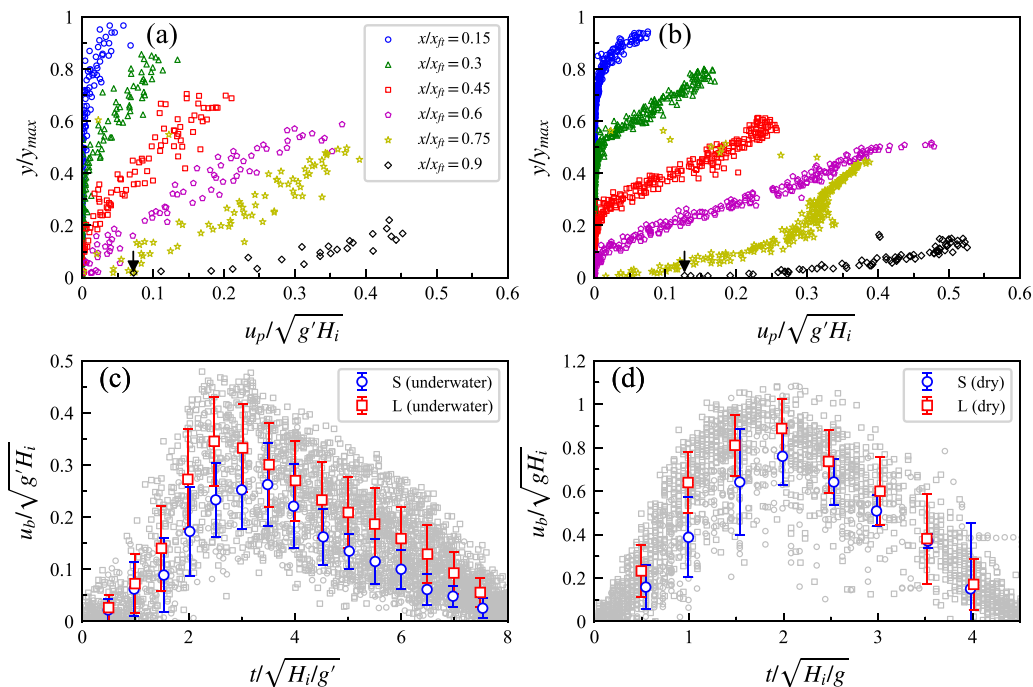 (a)
(b)
x/x_ft = 0.15
x/x_ft = 0.3
x/x_ft = 0.45
x/x_ft = 0.6
x/x_ft = 0.75
x/x_ft = 0.9
y/y_max
1
0.8
0.6
0.4
0.2
0
0 0.1 0.2 0.3 0.4 0.5 0.6
u_p/√g′H_i
y/y_max
1
0.8
0.6
0.4
0.2
0
0 0.1 0.2 0.3 0.4 0.5 0.6
u_p/√g′H_i
(c)
S (underwater)
L (underwater)
u_b/√g′H_i
0.5
0.4
0.3
0.2
0.1
0
0 2 4 6 8
t/√H_i/g′
(d)
S (dry)
L (dry)
u_b/√gH_i
1.2
1.0
0.8
0.6
0.4
0.2
0
0 1 2 3 4
t/√H_i/g